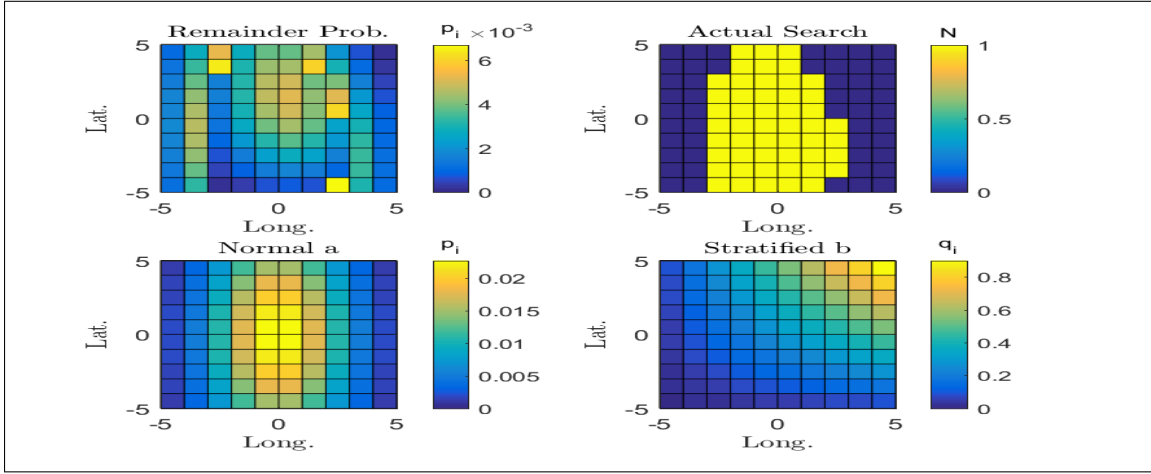 Remainder Prob.
p_i ×10^-3
5
0
-5
Lat.
-5
0
5
Long.
6
4
2
0
Actual Search
N
5
0
-5
Lat.
-5
0
5
Long.
1
0.5
0
Normal a
p_i
5
0
-5
Lat.
-5
0
5
Long.
0.02
0.015
0.01
0.005
0
Stratified b
q_i
5
0
-5
Lat.
-5
0
5
Long.
0.8
0.6
0.4
0.2
0